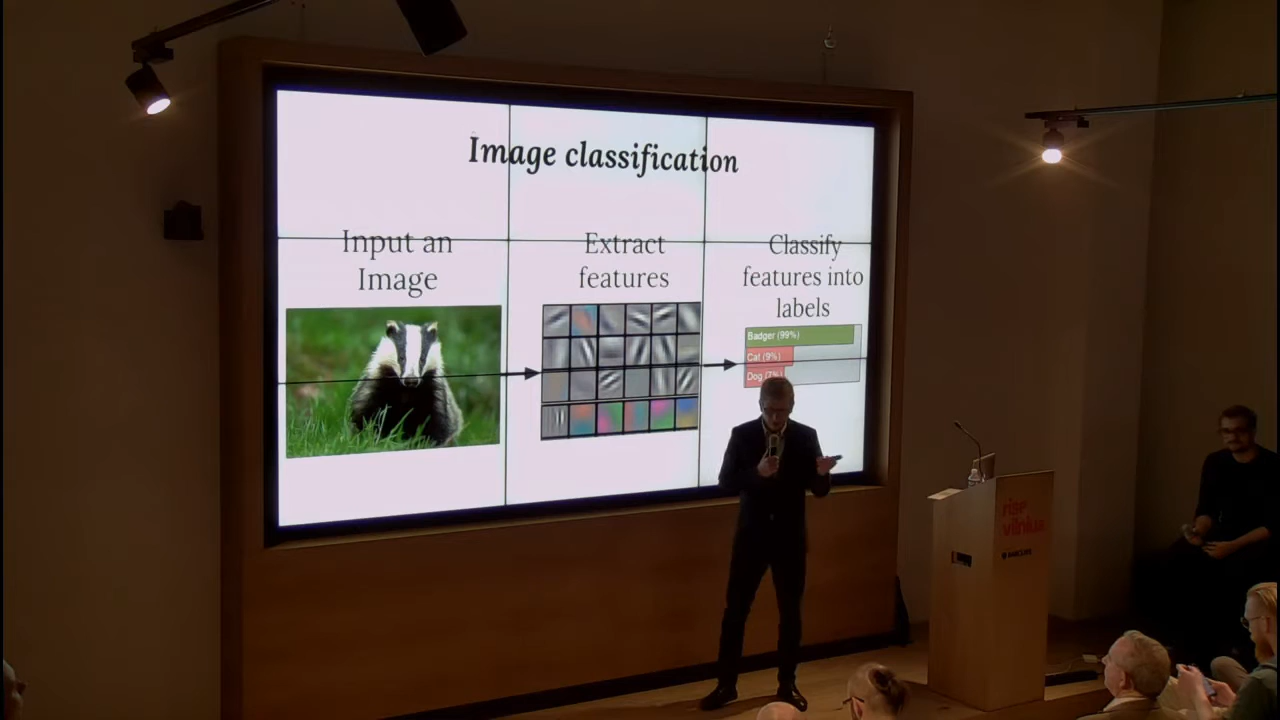 Image classification
Input an
Image
Extract
features
Classify
features into
labels
Badger (99%)
Cat (9%)
Dog (7%)
rise
vilnius